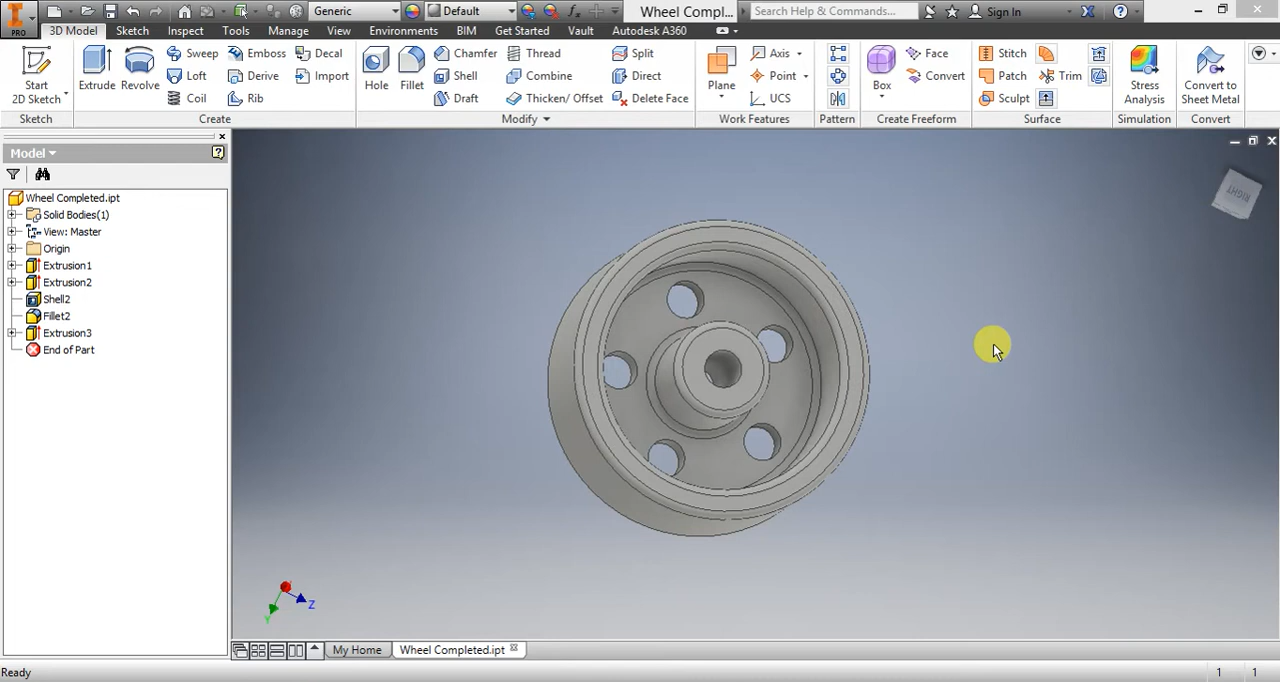 Generic
Default
Wheel Compl...
Search Help & Commands...
Sign In
PRO
3D Model
Sketch
Inspect
Tools
Manage
View
Environments
BIM
Get Started
Vault
Autodesk A360
Start
2D Sketch
Extrude
Revolve
Sweep
Loft
Coil
Emboss
Derive
Rib
Decal
Import
Hole
Fillet
Chamfer
Shell
Draft
Thread
Combine
Thicken/ Offset
Split
Direct
Delete Face
Plane
Axis
Point
UCS
Box
Face
Convert
Stitch
Patch
Sculpt
Trim
Stress
Analysis
Convert to
Sheet Metal
Sketch
Create
Modify
Work Features
Pattern
Create Freeform
Surface
Simulation
Convert
Model
Wheel Completed.ipt
Solid Bodies(1)
View: Master
Origin
Extrusion1
Extrusion2
Shell2
Fillet2
Extrusion3
End of Part
RIGHT
Y
Z
My Home
Wheel Completed.ipt
Ready
1
1